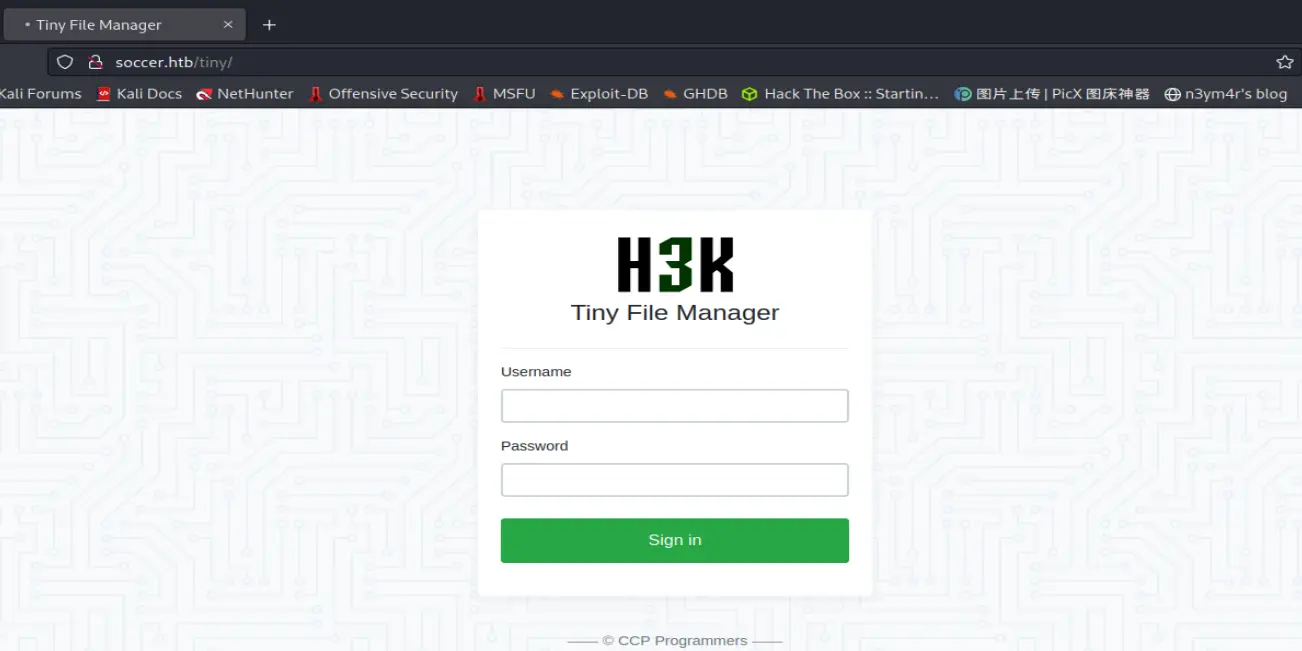 Tiny File Manager
soccer.htb/tiny/
Kali Forums Kali Docs NetHunter Offensive Security MSFU Exploit-DB GHDB Hack The Box :: Startin… 图片上传 | PicX 图床神器 n3ym4r's blog
H3K
Tiny File Manager
Username
Password
Sign in
© CCP Programmers